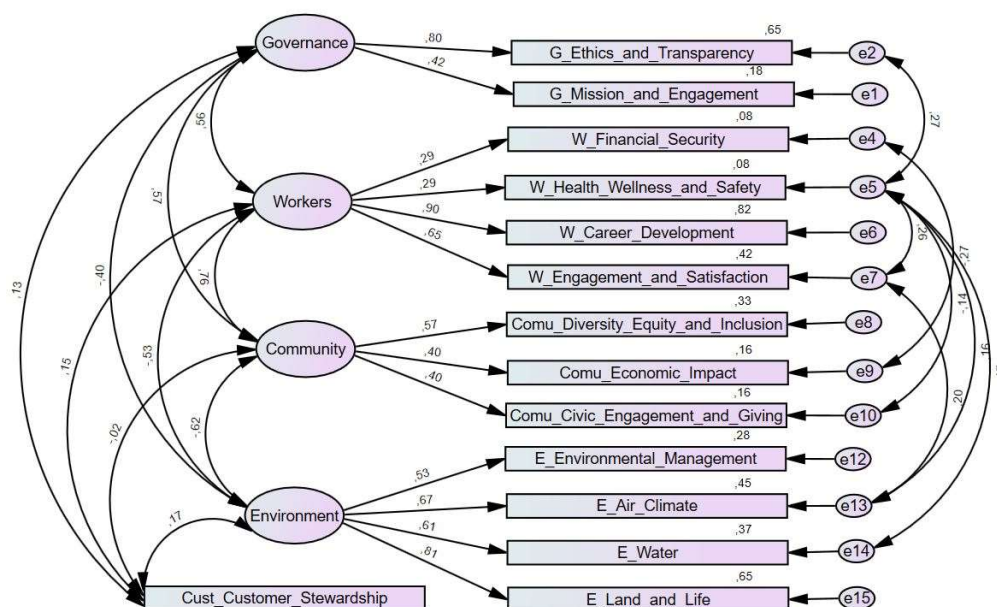 ,65
Governance ,80 G_Ethics_and_Transparency e2
,42 ,18
G_Mission_and_Engagement e1
,08
,56 ,27
W_Financial_Security e4
,29 ,08
,57 ,29 W_Health_Wellness_and_Safety e5
Workers ,90 ,82
W_Career_Development e6
,65 ,42 ,26 ,27
W_Engagement_and_Satisfaction e7
,13 -,40 ,76 ,33 -,14
,57 Comu_Diversity_Equity_and_Inclusion e8
Community ,40 ,16 ,16
,15 -,53 Comu_Economic_Impact e9
,40 ,16 ,20
Comu_Civic_Engagement_and_Giving e10
-,02 -,62 ,28
E_Environmental_Management e12
,53 ,45
Environment ,67 E_Air_Climate e13
,17 ,61 ,37
E_Water e14
,81 ,65
Cust_Customer_Stewardship E_Land_and_Life e15